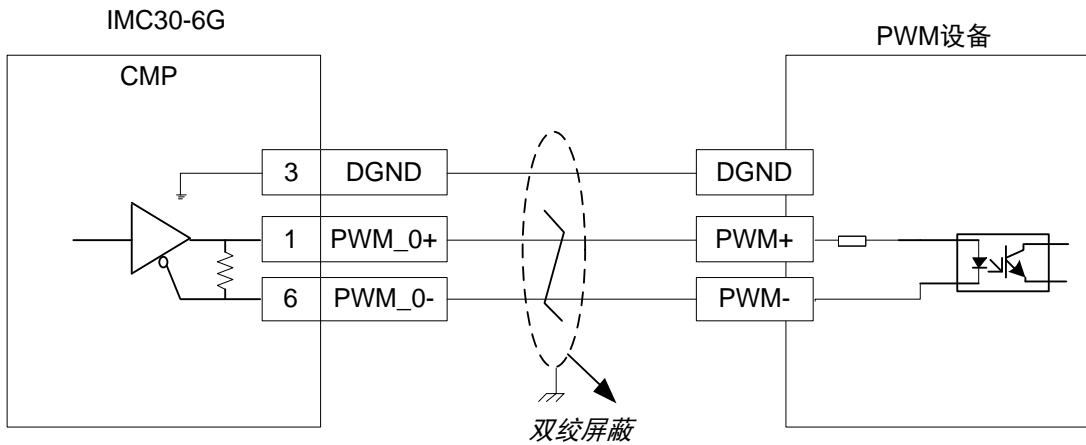 IMC30-6G
PWM设备
CMP
3 DGND DGND
1 PWM_0+ PWM+
6 PWM_0- PWM-
双绞屏蔽